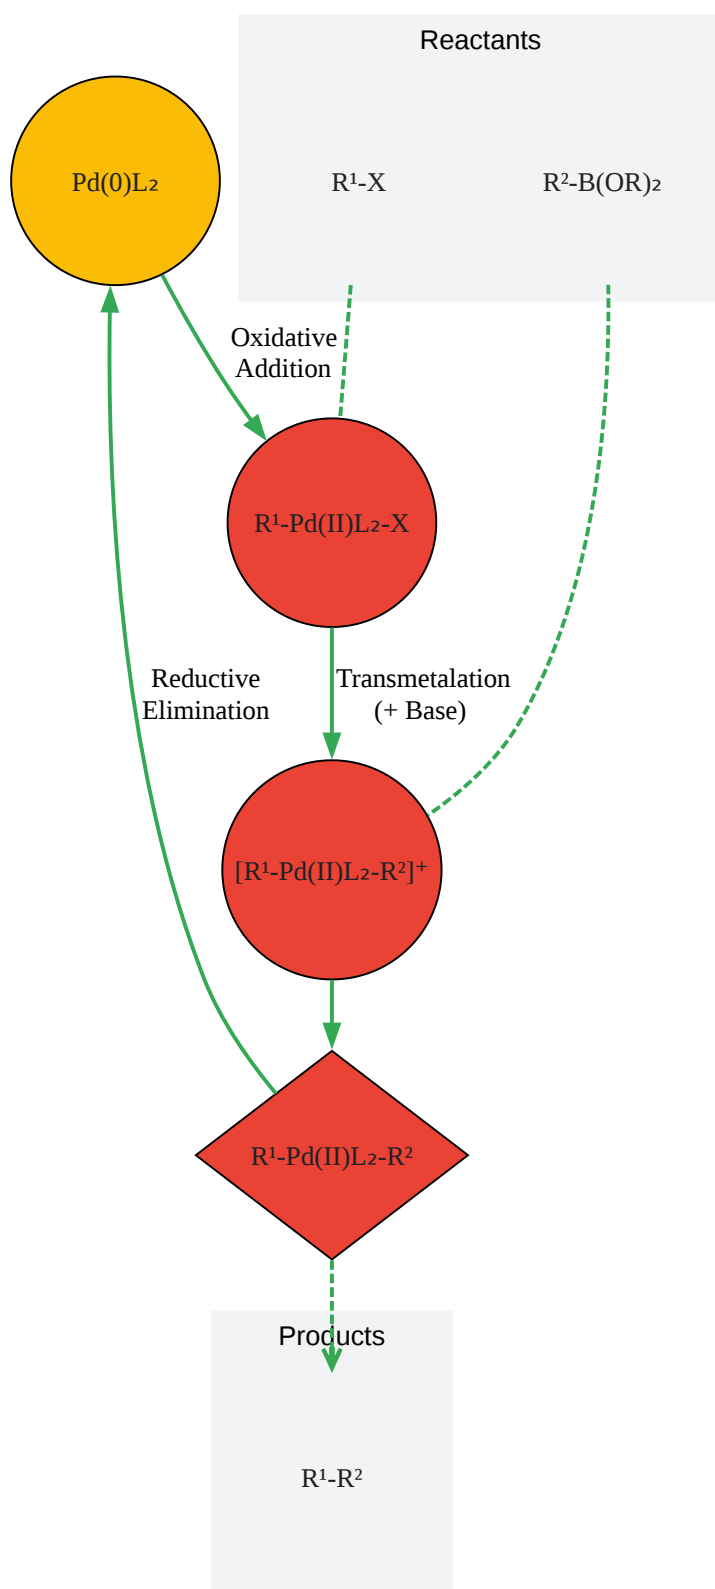 Reactants
Pd(0)L₂
R¹-X
R²-B(OR)₂
Oxidative
Addition
R¹-Pd(II)L₂-X
Reductive
Elimination
Transmetalation
(+ Base)
[R¹-Pd(II)L₂-R²]⁺
R¹-Pd(II)L₂-R²
Products
R¹-R²